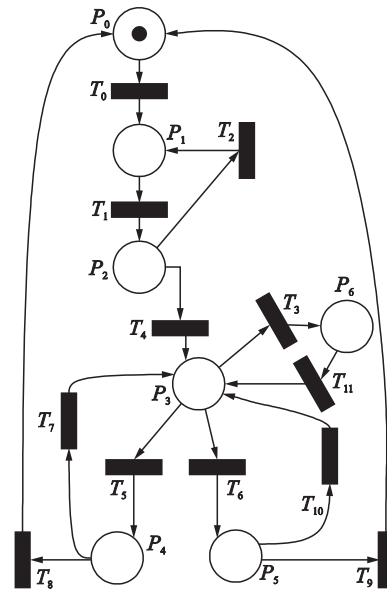 P₀
T₀
P₁
T₂
T₁
P₂
P₆
T₃
T₄
T₁₁
P₃
T₇
T₅
T₆
T₁₀
P₄
P₅
T₈
T₉